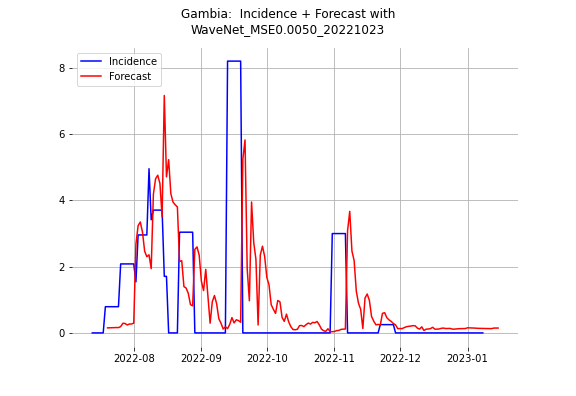 Gambia:  Incidence + Forecast with
WaveNet_MSE0.0050_20221023
Incidence
Forecast
8
6
4
2
0
2022-08 2022-09 2022-10 2022-11 2022-12 2023-01